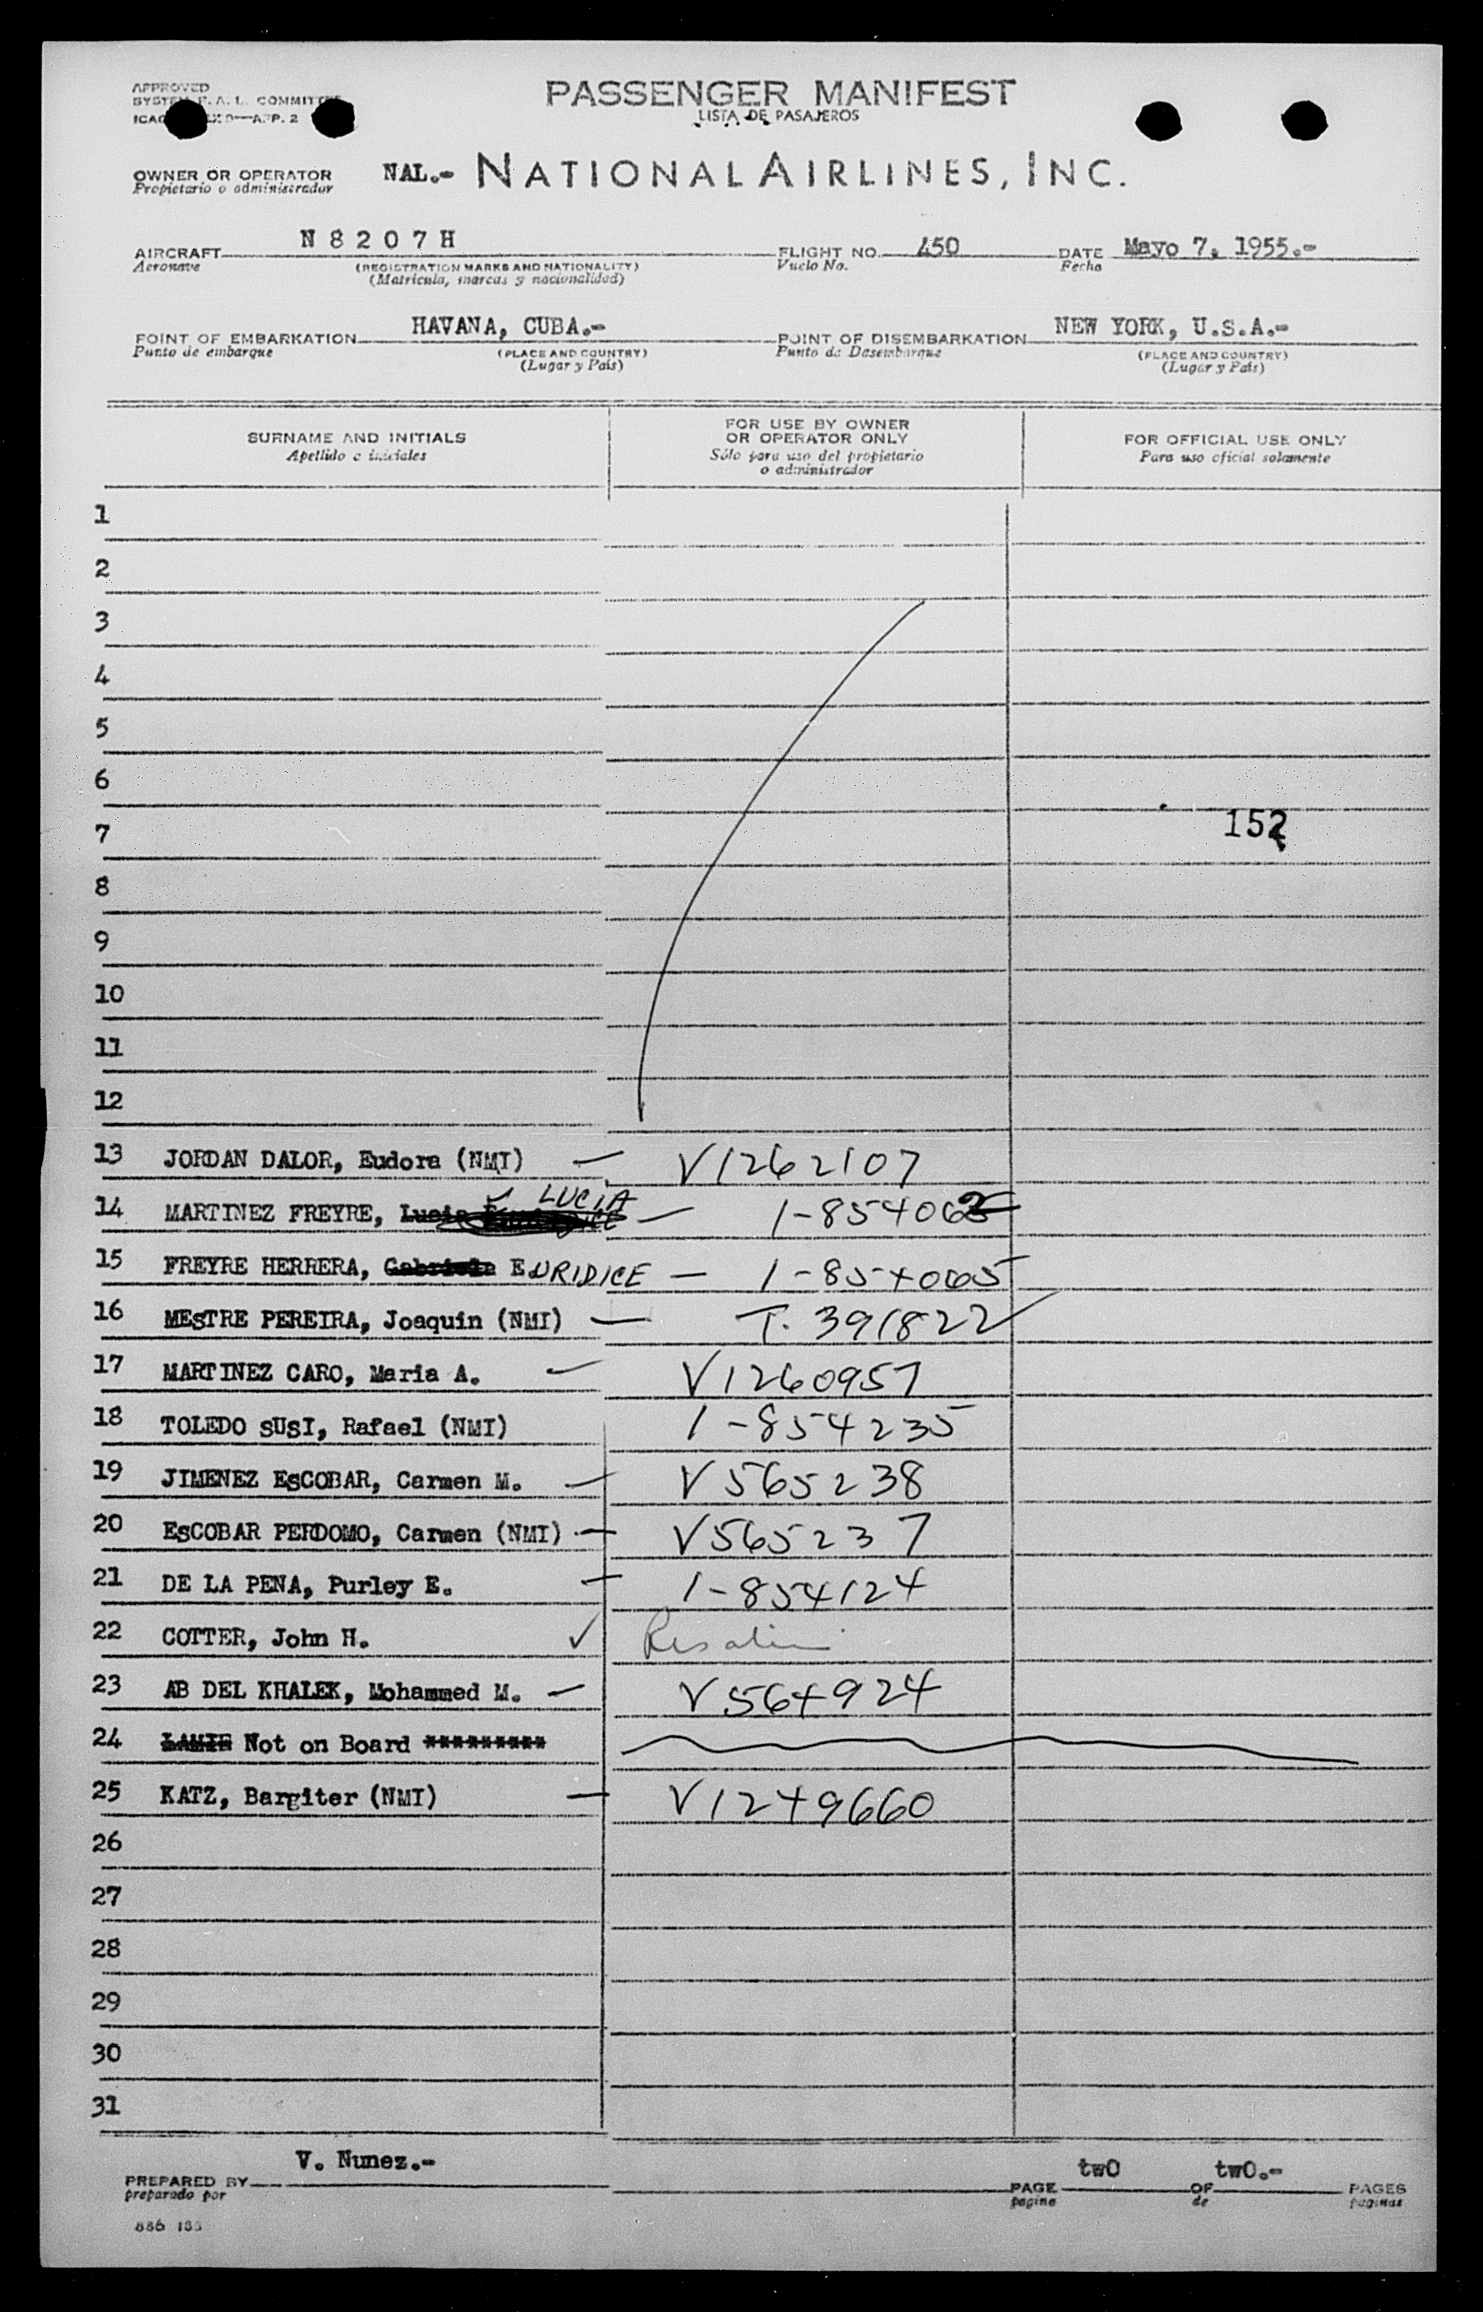 APPROVED
PASSENGER MANIFEST
LISTA DE PASAJEROS
OWNER OR OPERATOR NAL.- NATIONAL AIRLINES, INC.
Propietario o administrador
AIRCRAFT N8207H FLIGHT NO. 450 DATE Mayo 7, 1955.-
Aeronave (REGISTRATION MARKS AND NATIONALITY) Vuelo No. Fecha
(Matricula, marcas y nacionalidad)
POINT OF EMBARKATION HAVANA, CUBA.- POINT OF DISEMBARKATION NEW YORK, U.S.A.-
Punto de embarque (PLACE AND COUNTRY) Punto de Desembarque (PLACE AND COUNTRY)
(Lugar y Pais) (Lugar y Pais)
SURNAME AND INITIALS
Apellido e iniciales
FOR USE BY OWNER
OR OPERATOR ONLY
Sólo para uso del propietario
o administrador
FOR OFFICIAL USE ONLY
Para uso oficial solamente
1
2
3
4
5
6
7 152
8
9
10
11
12
13 JORDAN DALOR, Eudora (NMI) V1262107
14 MARTINEZ FREYRE, LUCIA 1-854062
15 FREYRE HERRERA, Gabriela EURIDICE 1-854065
16 MESTRE PEREIRA, Joaquin (NMI) T. 391822
17 MARTINEZ CARO, Maria A. V1260957
18 TOLEDO SUSI, Rafael (NMI) 1-854235
19 JIMENEZ ESCOBAR, Carmen M. V565238
20 ESCOBAR PERDOMO, Carmen (NMI) V565237
21 DE LA PENA, Purley E. 1-854124
22 COTTER, John H.
23 AB DEL KHALEK, Mohammed M. V564924
24 Not on Board *********
25 KATZ, Bargiter (NMI) V1249660
26
27
28
29
30
31
PREPARED BY V. Nunez.- PAGE twO OF twO.- PAGES
preparado por pagina de paginas